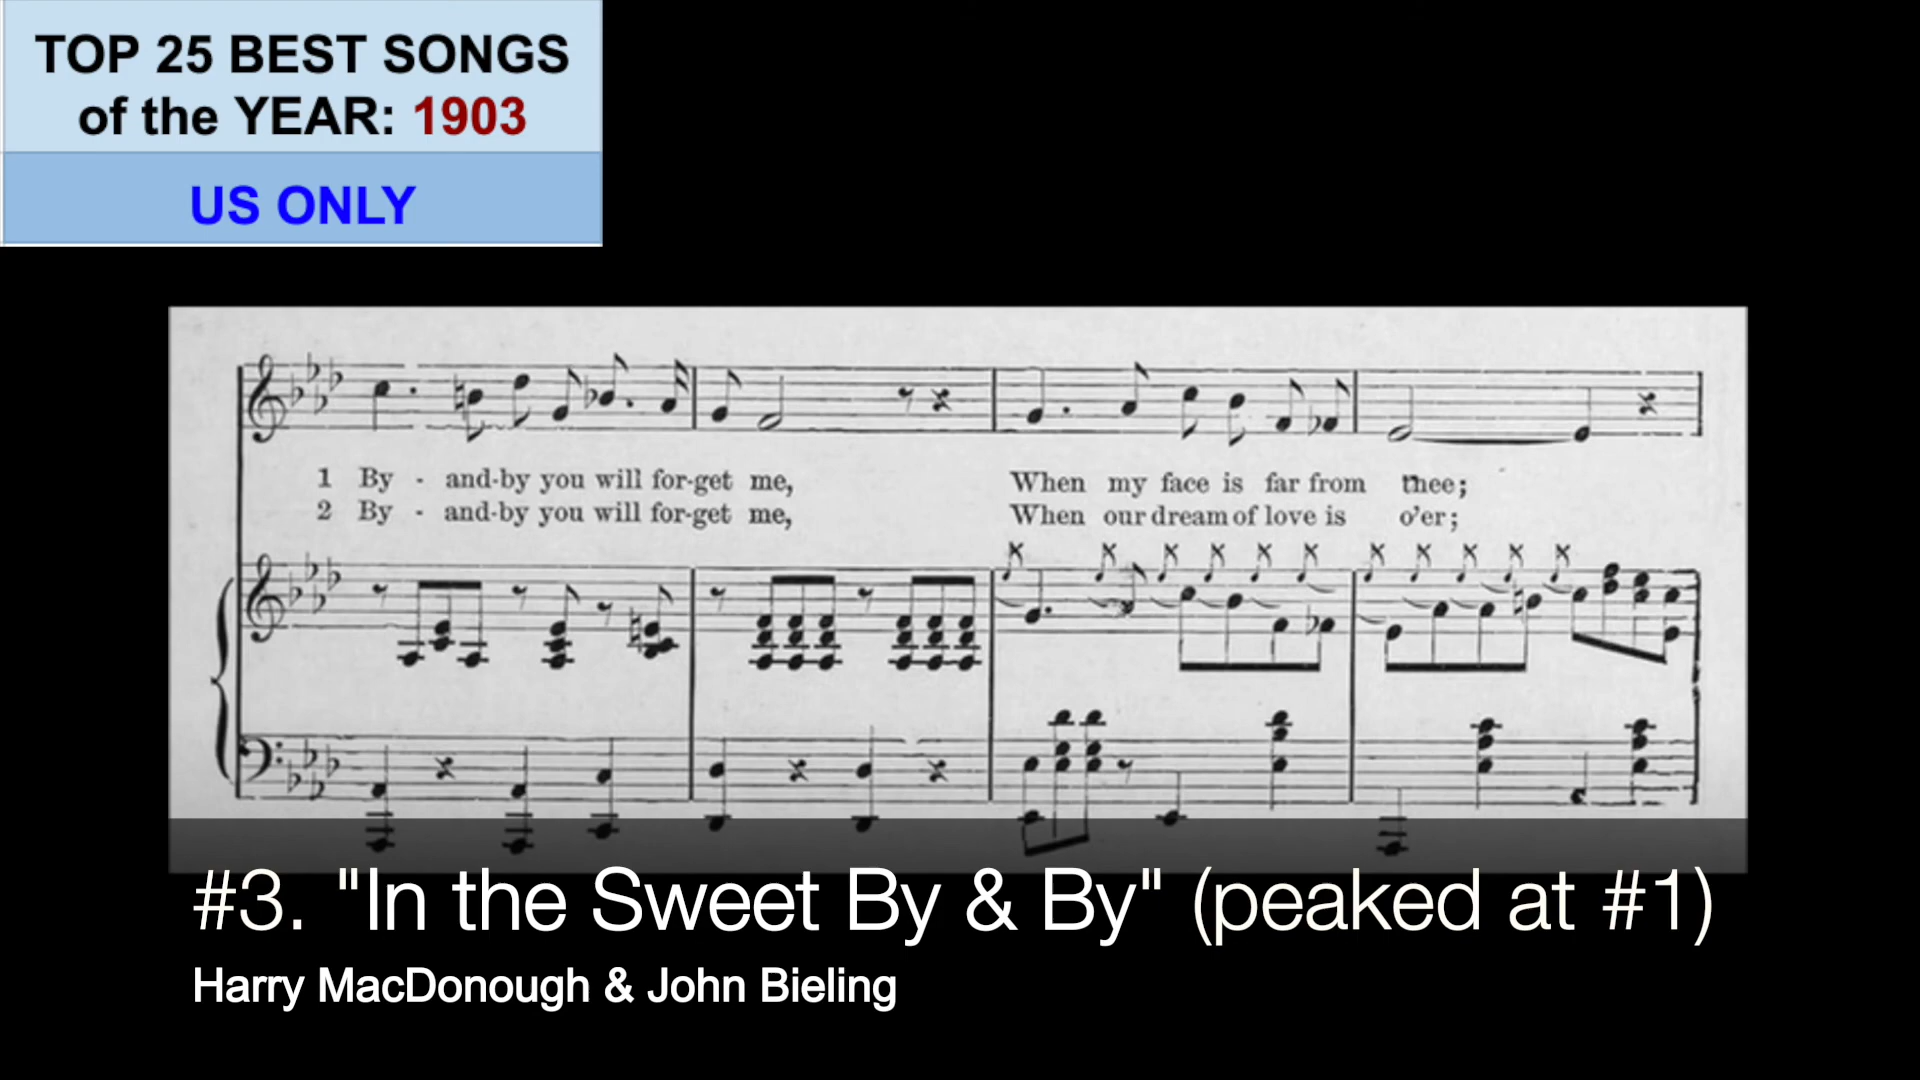 TOP 25 BEST SONGS
of the YEAR: 1903
US ONLY
1 By - and-by you will for-get me, When my face is far from thee;
2 By - and-by you will for-get me, When our dream of love is o'er;
#3. "In the Sweet By & By" (peaked at #1)
Harry MacDonough & John Bieling